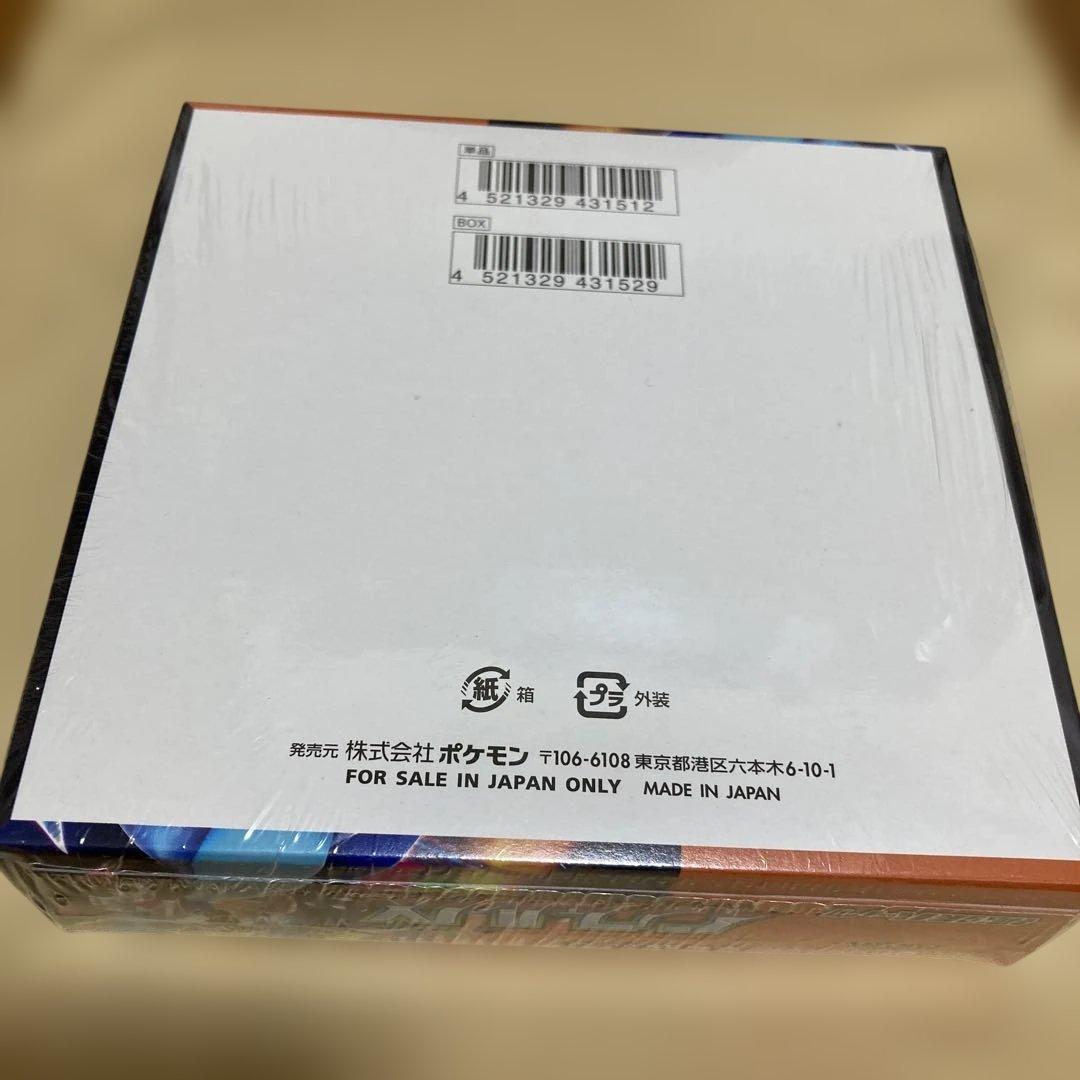 単品
4 521329 431512
BOX
4 521329 431529
紙 箱 プラ 外装
発売元 株式会社 ポケモン 〒106-6108 東京都港区六本木6-10-1
FOR SALE IN JAPAN ONLY MADE IN JAPAN